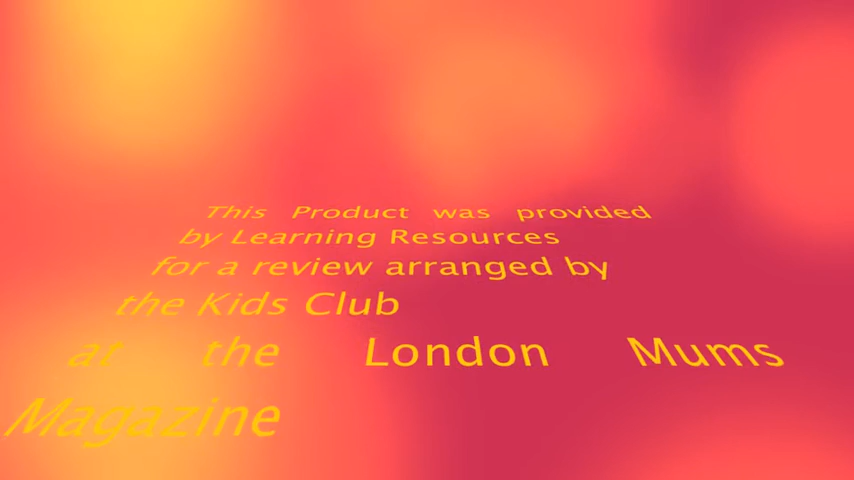 This Product was provided
by Learning Resources
for a review arranged by
the Kids Club
at the London Mums
Magazine